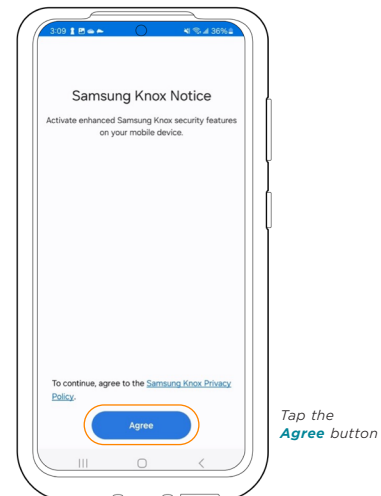 3:09 36%
Samsung Knox Notice
Activate enhanced Samsung Knox security features
on your mobile device.
To continue, agree to the Samsung Knox Privacy
Policy.
Agree
Tap the
Agree button